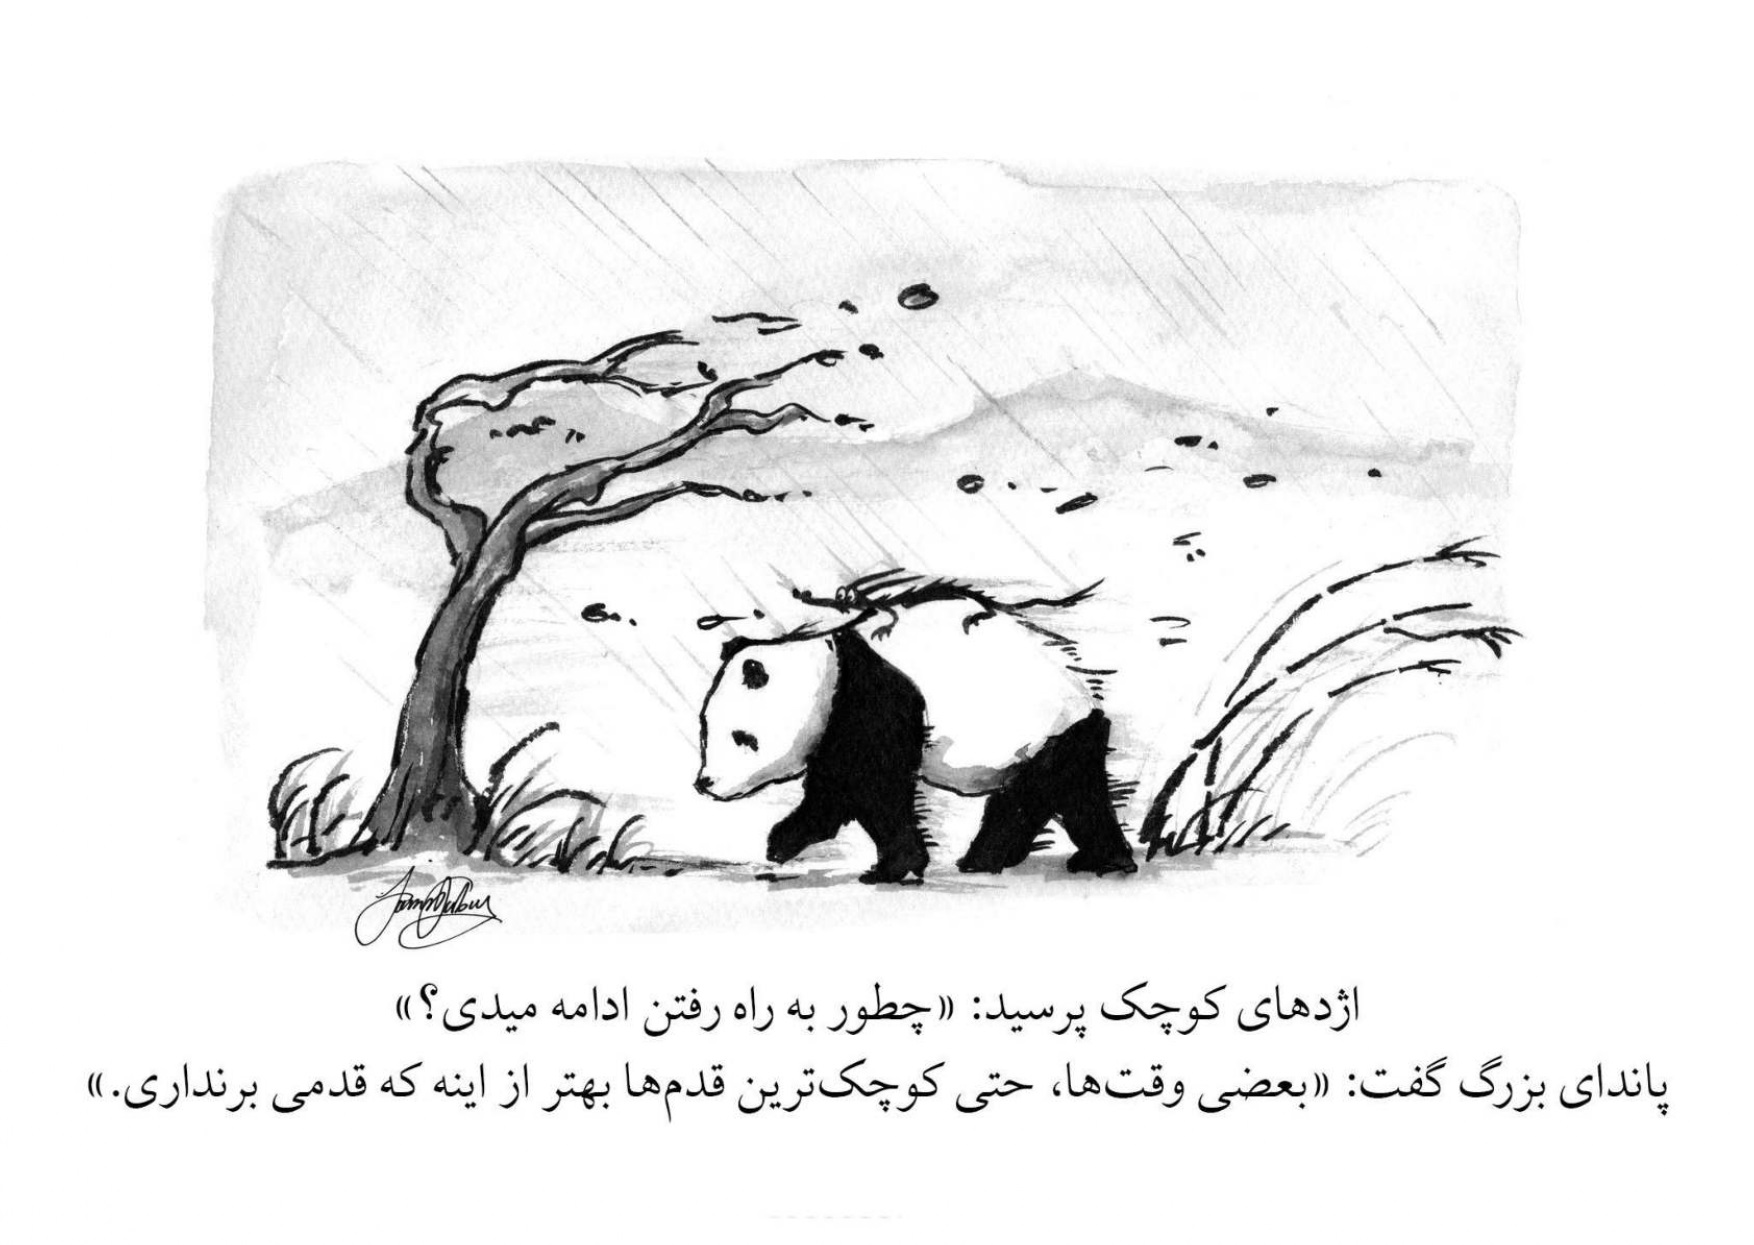 اژدهای کوچک پرسید: «چطور به راه رفتن ادامه میدی؟»
پاندای بزرگ گفت: «بعضی وقت‌ها، حتی کوچک‌ترین قدم‌ها بهتر از اینه که قدمی برنداری.»